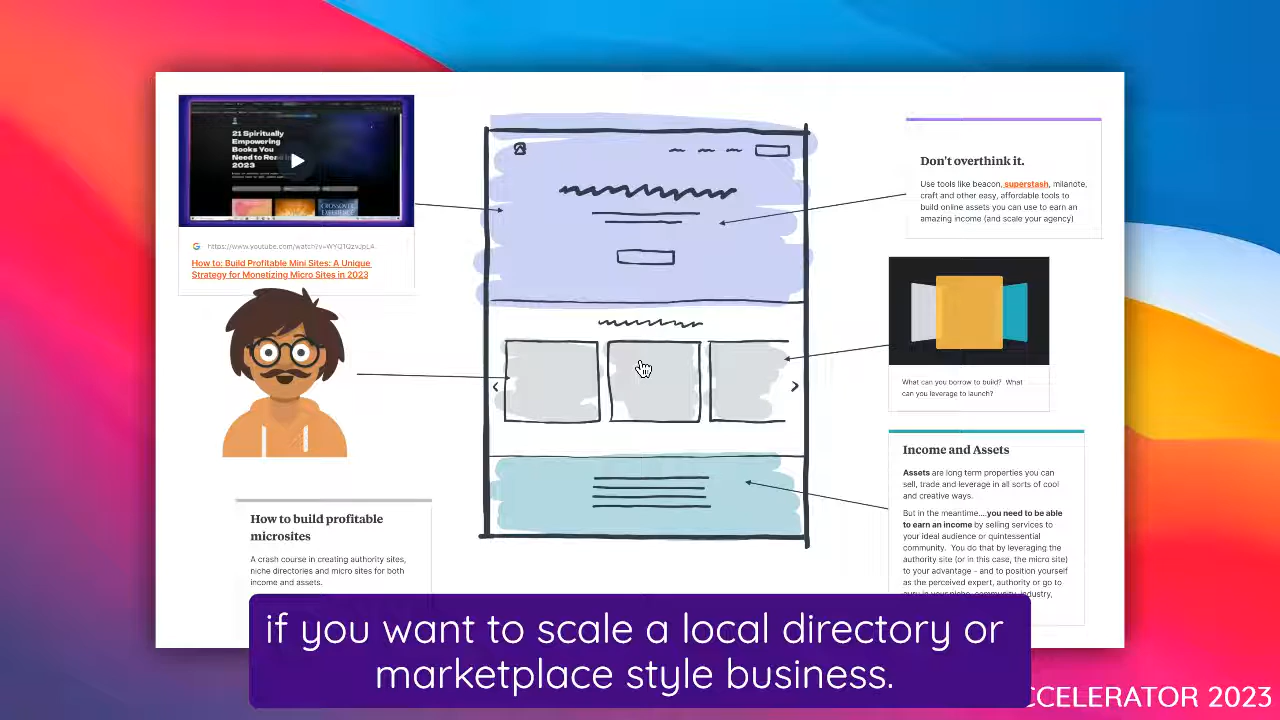 21 Spiritually
Empowering
Books You
Need to Read in
2023
CROSSOVER
EXPERIENCE
How to: Build Profitable Mini Sites: A Unique
Strategy for Monetizing Micro Sites in 2023
How to build profitable
microsites
A crash course in creating authority sites,
niche directories and micro sites for both
income and assets.
Don't overthink it.
Use tools like beacon, superstash, milanote,
craft and other easy, affordable tools to
build online assets you can use to earn an
amazing income (and scale your agency)
What can you borrow to build? What
can you leverage to launch?
Income and Assets
Assets are long term properties you can
sell, trade and leverage in all sorts of cool
and creative ways.
But in the meantime....you need to be able
to earn an income by selling services to
your ideal audience or quintessential
community. You do that by leveraging the
authority site (or in this case, the micro site)
to your advantage - and to position yourself
as the perceived expert, authority or go to
if you want to scale a local directory or
marketplace style business.
CCELERATOR 2023